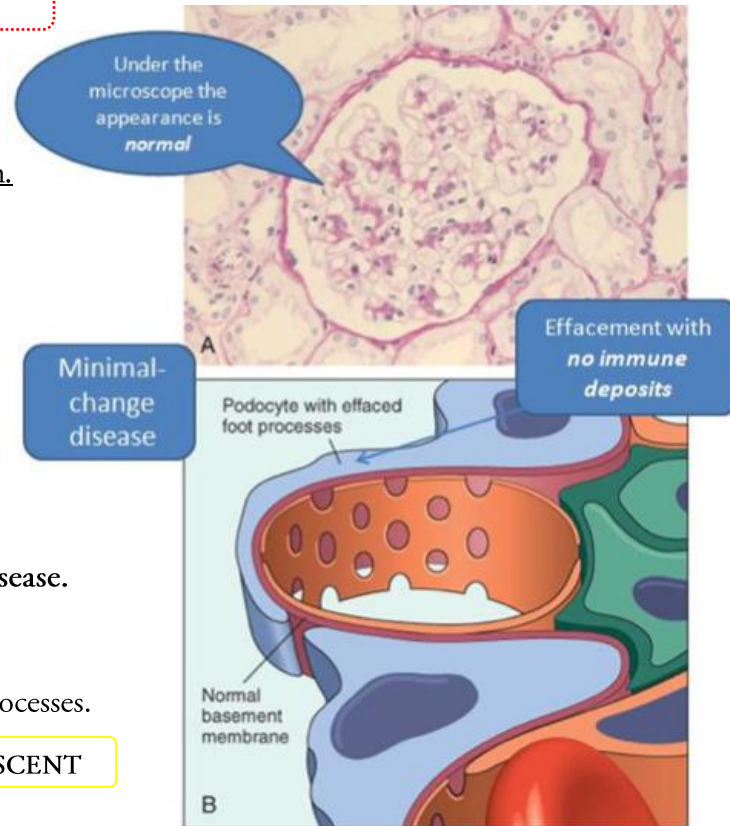 Under the
microscope the
appearance is
normal
n.
A
Effacement with
no immune
deposits
Minimal-
change
disease
Podocyte with effaced
foot processes
sease.
Normal
basement
membrane
ocesses.
SCENT
B